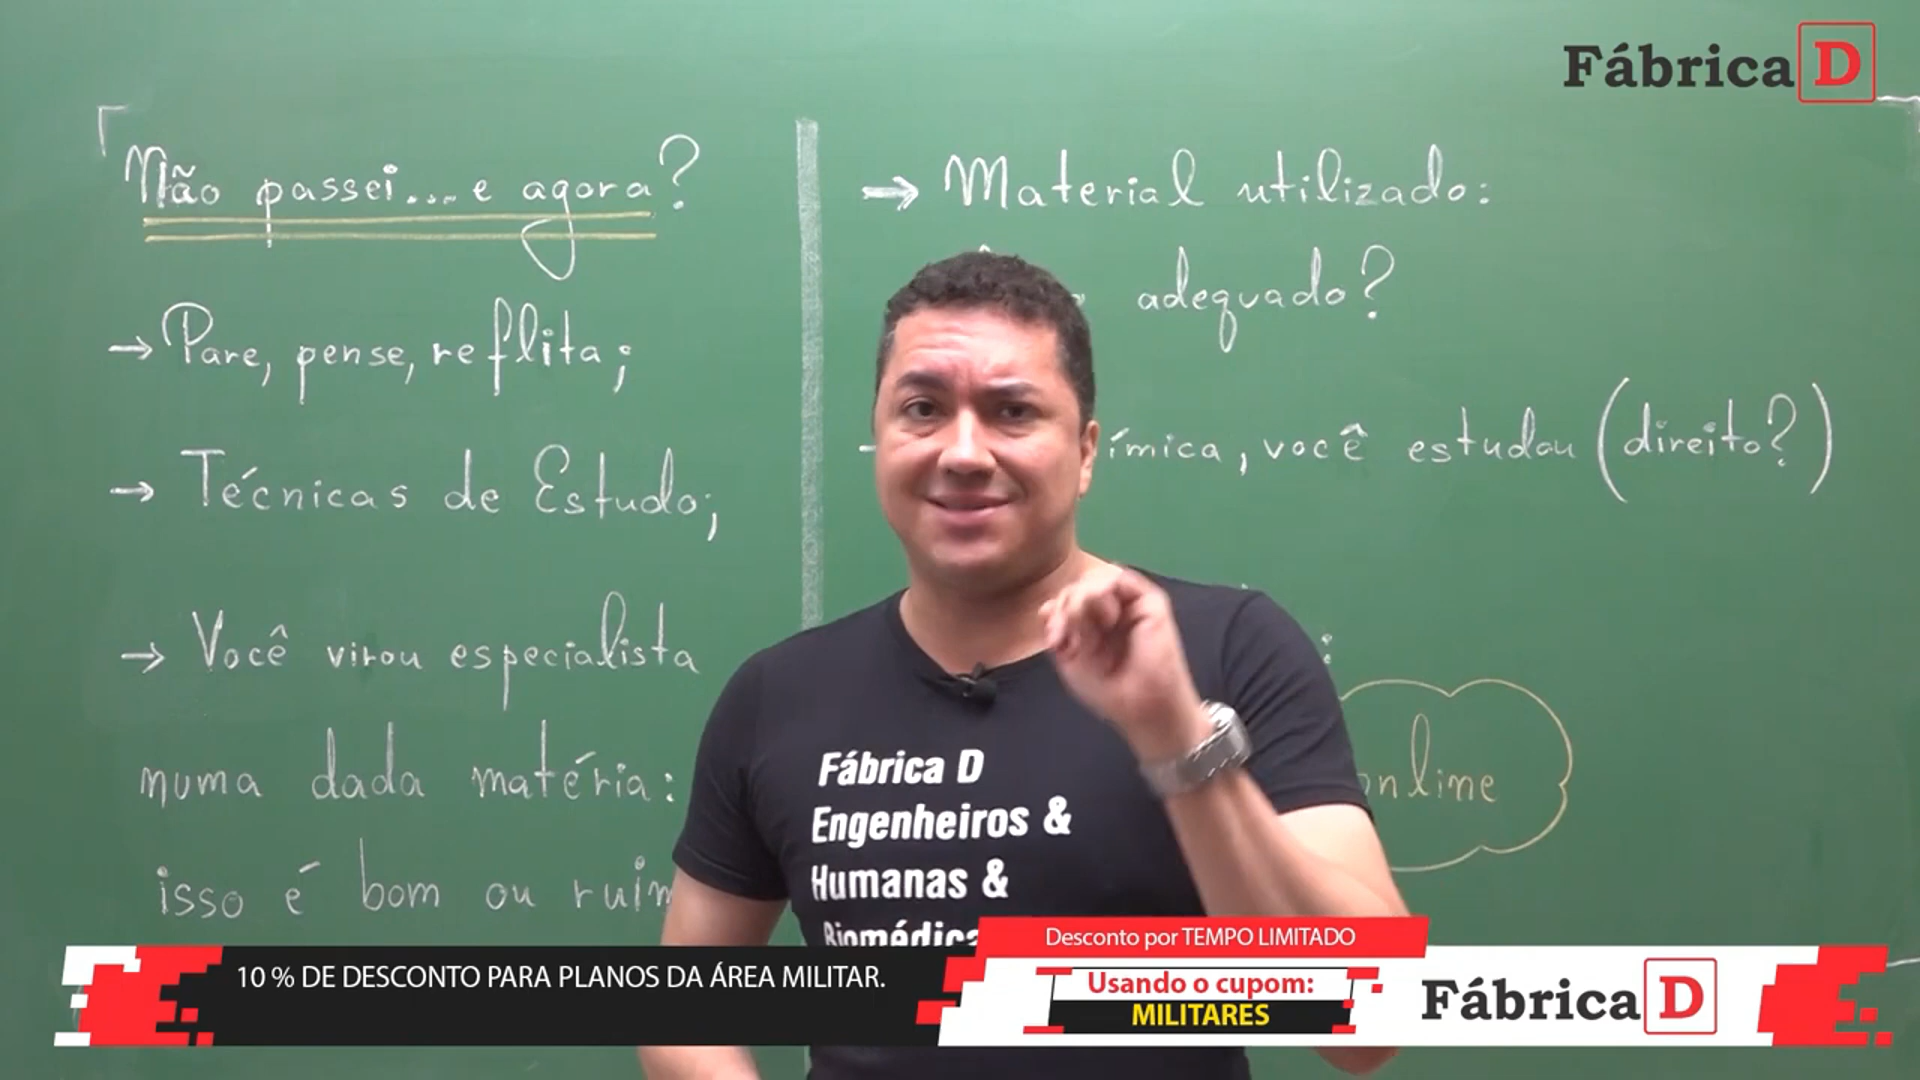 Fábrica D
Não passei... e agora?
→ Pare, pense, reflita;
→ Técnicas de Estudo;
→ Você virou especialista
numa dada matéria:
isso é bom ou ruim
→ Material utilizado:
adequado?
ímica, você estudou (direito?)
:
online
Fábrica D
Engenheiros &
Humanas &
Biomédica
10 % DE DESCONTO PARA PLANOS DA ÁREA MILITAR.
Desconto por TEMPO LIMITADO
Usando o cupom:
MILITARES
Fábrica D